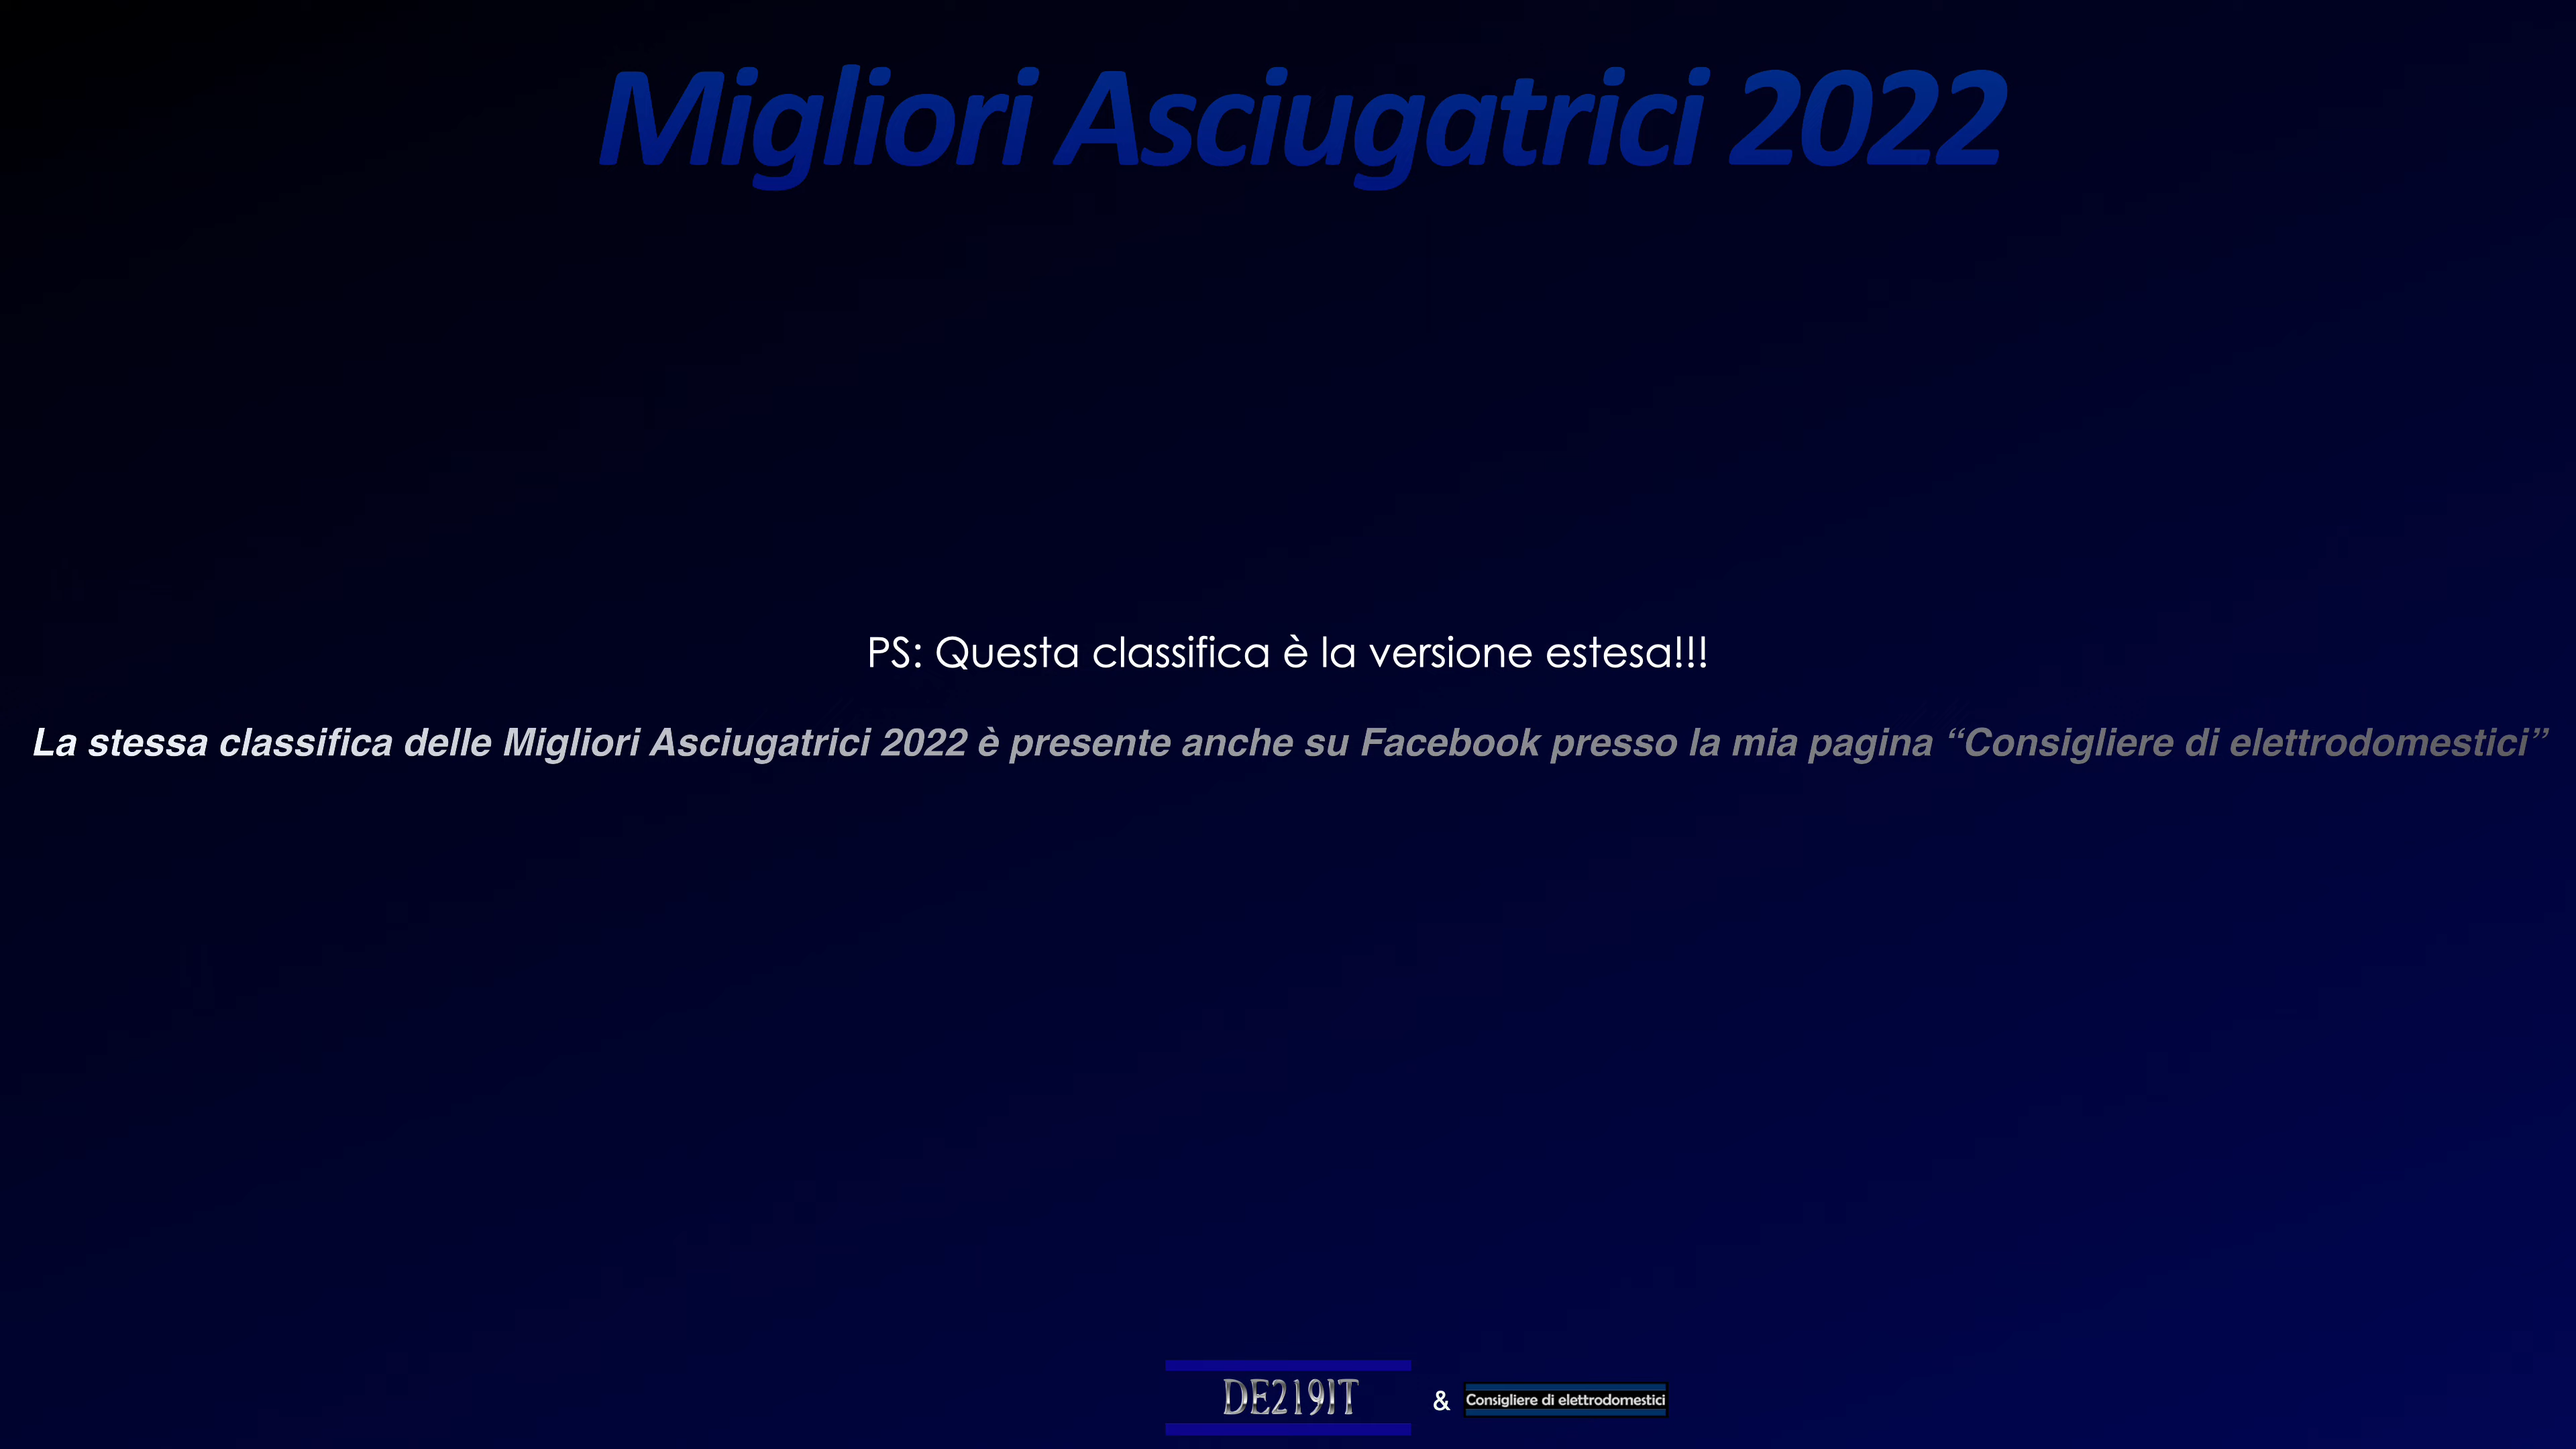 Migliori Asciugatrici 2022
PS: Questa classifica è la versione estesa!!!
La stessa classifica delle Migliori Asciugatrici 2022 è presente anche su Facebook presso la mia pagina “Consigliere di elettrodomestici”
DE219IT & Consigliere di elettrodomestici